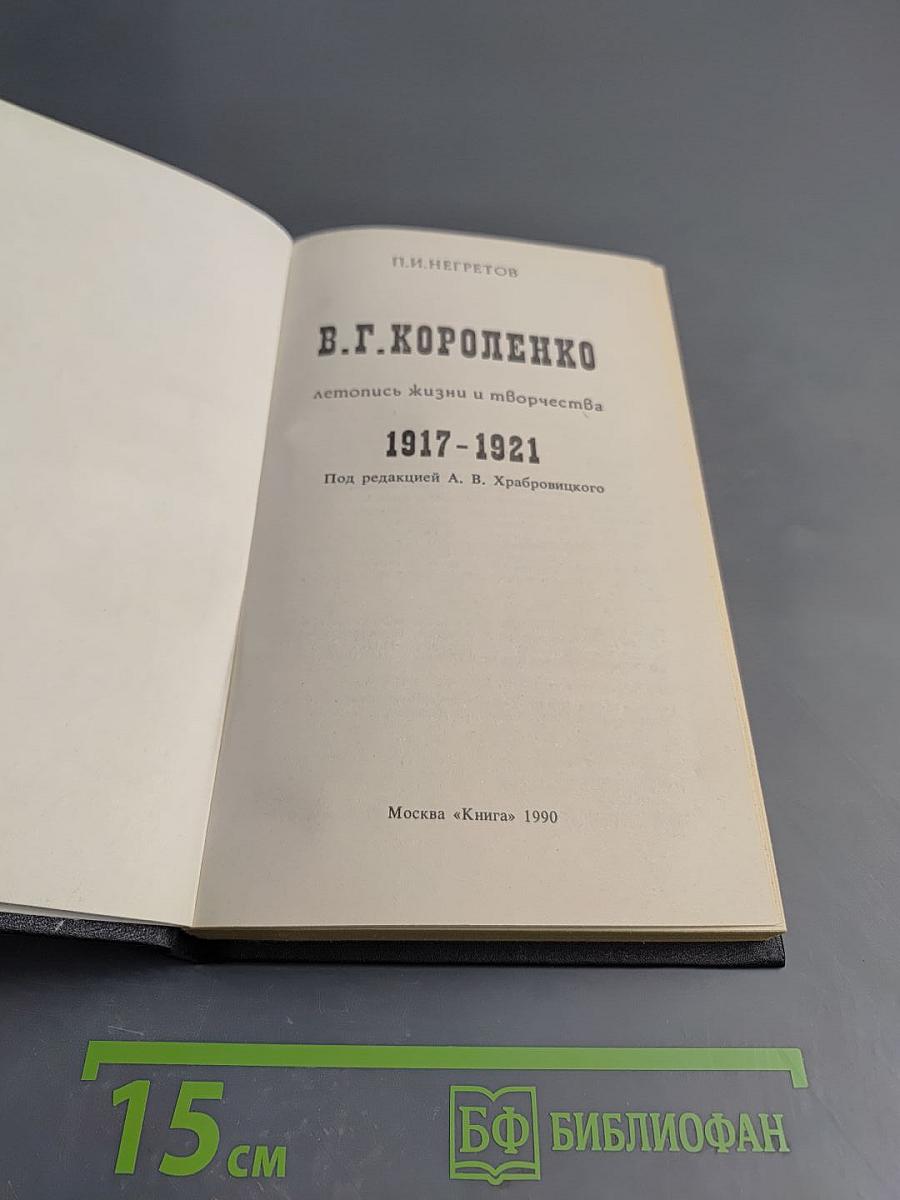 П.И.НЕГРЕТОВ
В.Г.КОРОЛЕНКО
летопись жизни и творчества
1917-1921
Под редакцией А. В. Храбровицкого
Москва «Книга» 1990
15 см
БФ БИБЛИОФАН